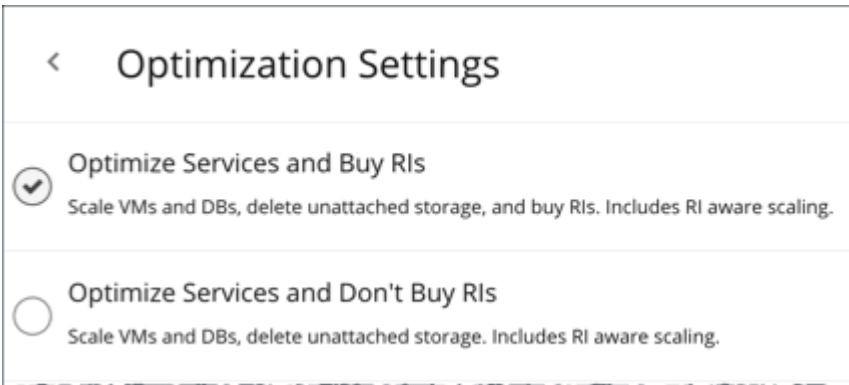 Optimization Settings
Optimize Services and Buy RIs
Scale VMs and DBs, delete unattached storage, and buy RIs. Includes RI aware scaling.
Optimize Services and Don't Buy RIs
Scale VMs and DBs, delete unattached storage. Includes RI aware scaling.